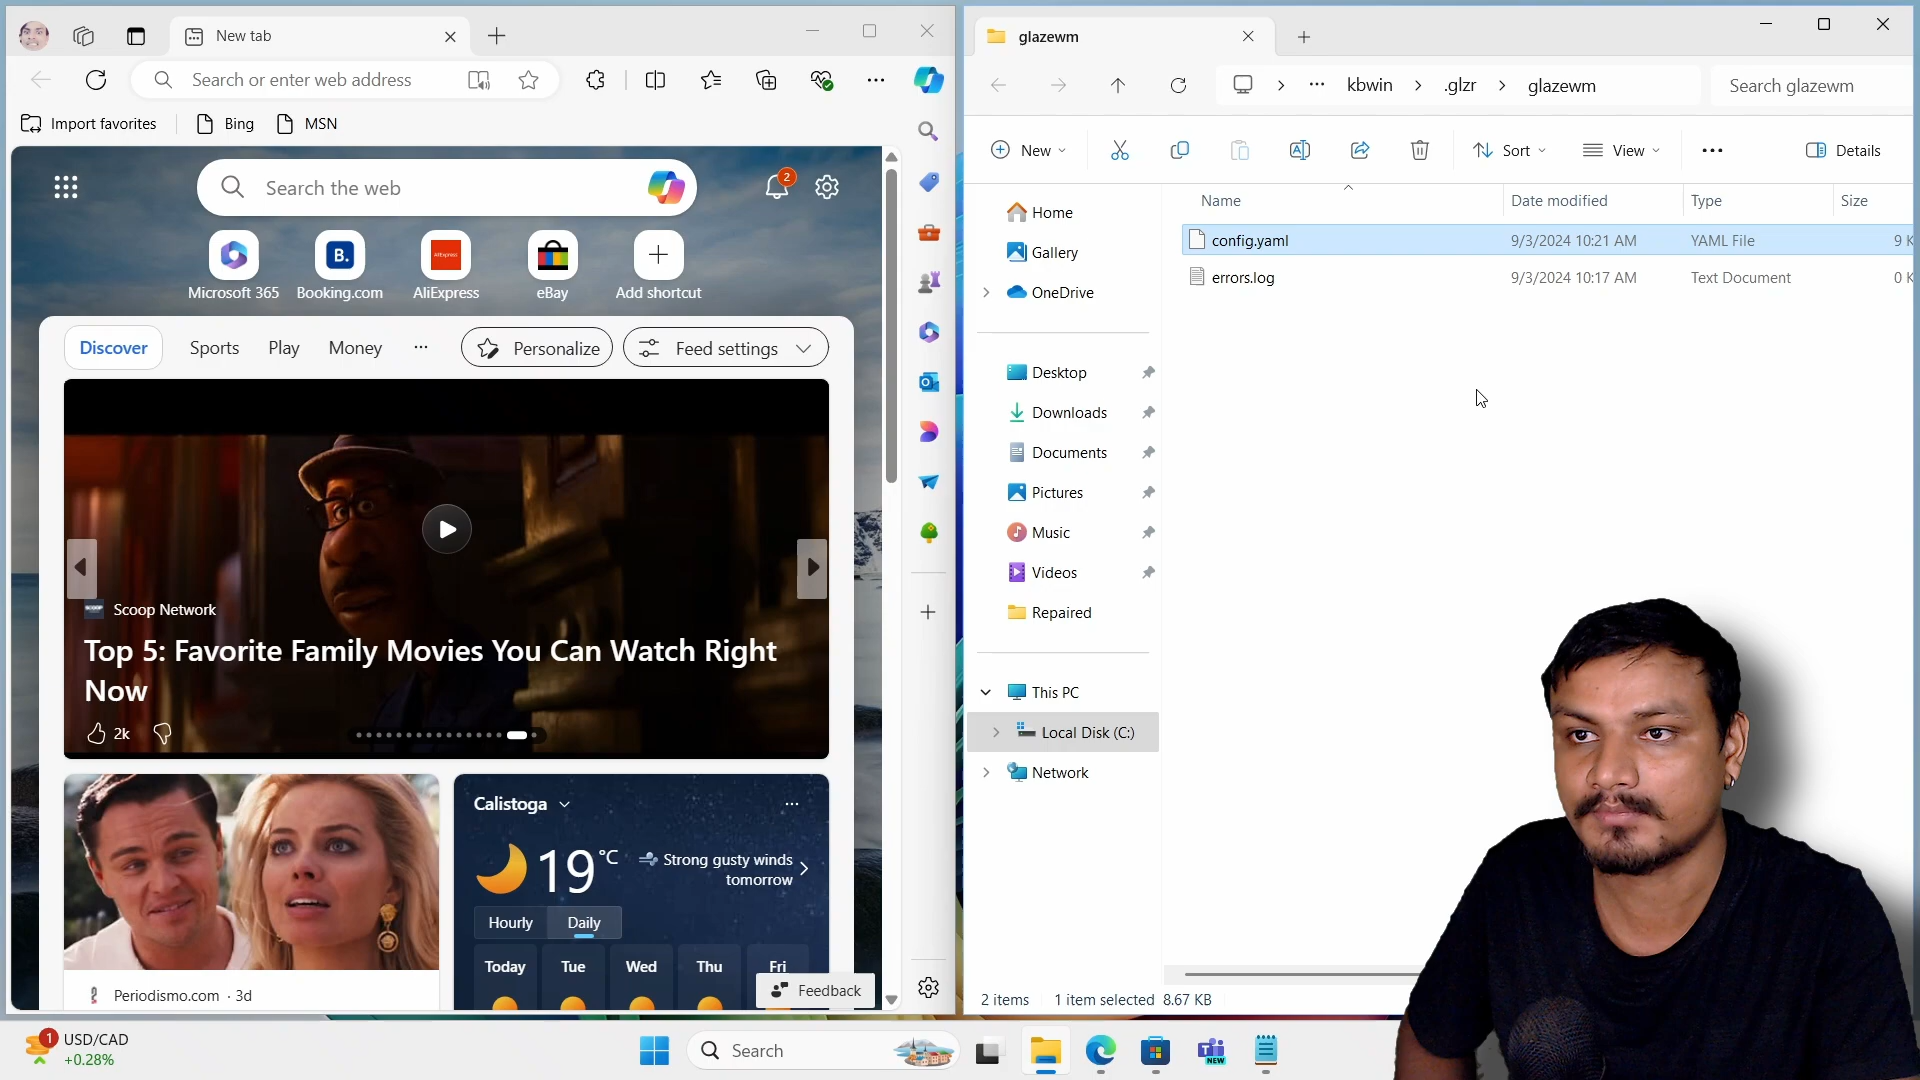 New tab
Search or enter web address
Import favorites
Bing
MSN
Search the web
2
Microsoft 365
B.
Booking.com
AliExpress
AliExpress
eBay
Add shortcut
Discover
Sports
Play
Money
Personalize
Feed settings
Scoop Network
Top 5: Favorite Family Movies You Can Watch Right
Now
2k
Periodismo.com · 3d
Calistoga
19 °C
Strong gusty winds
tomorrow
Hourly
Daily
Today
Tue
Wed
Thu
Fri
Feedback
glazewm
kbwin
.glzr
glazewm
Search glazewm
New
Sort
View
Details
Name
Date modified
Type
Size
config.yaml
9/3/2024 10:21 AM
YAML File
9 K
errors.log
9/3/2024 10:17 AM
Text Document
0 K
Home
Gallery
OneDrive
Desktop
Downloads
Documents
Pictures
Music
Videos
Repaired
This PC
Local Disk (C:)
Network
2 items
1 item selected 8.67 KB
1
USD/CAD
+0.28%
Search
NEW